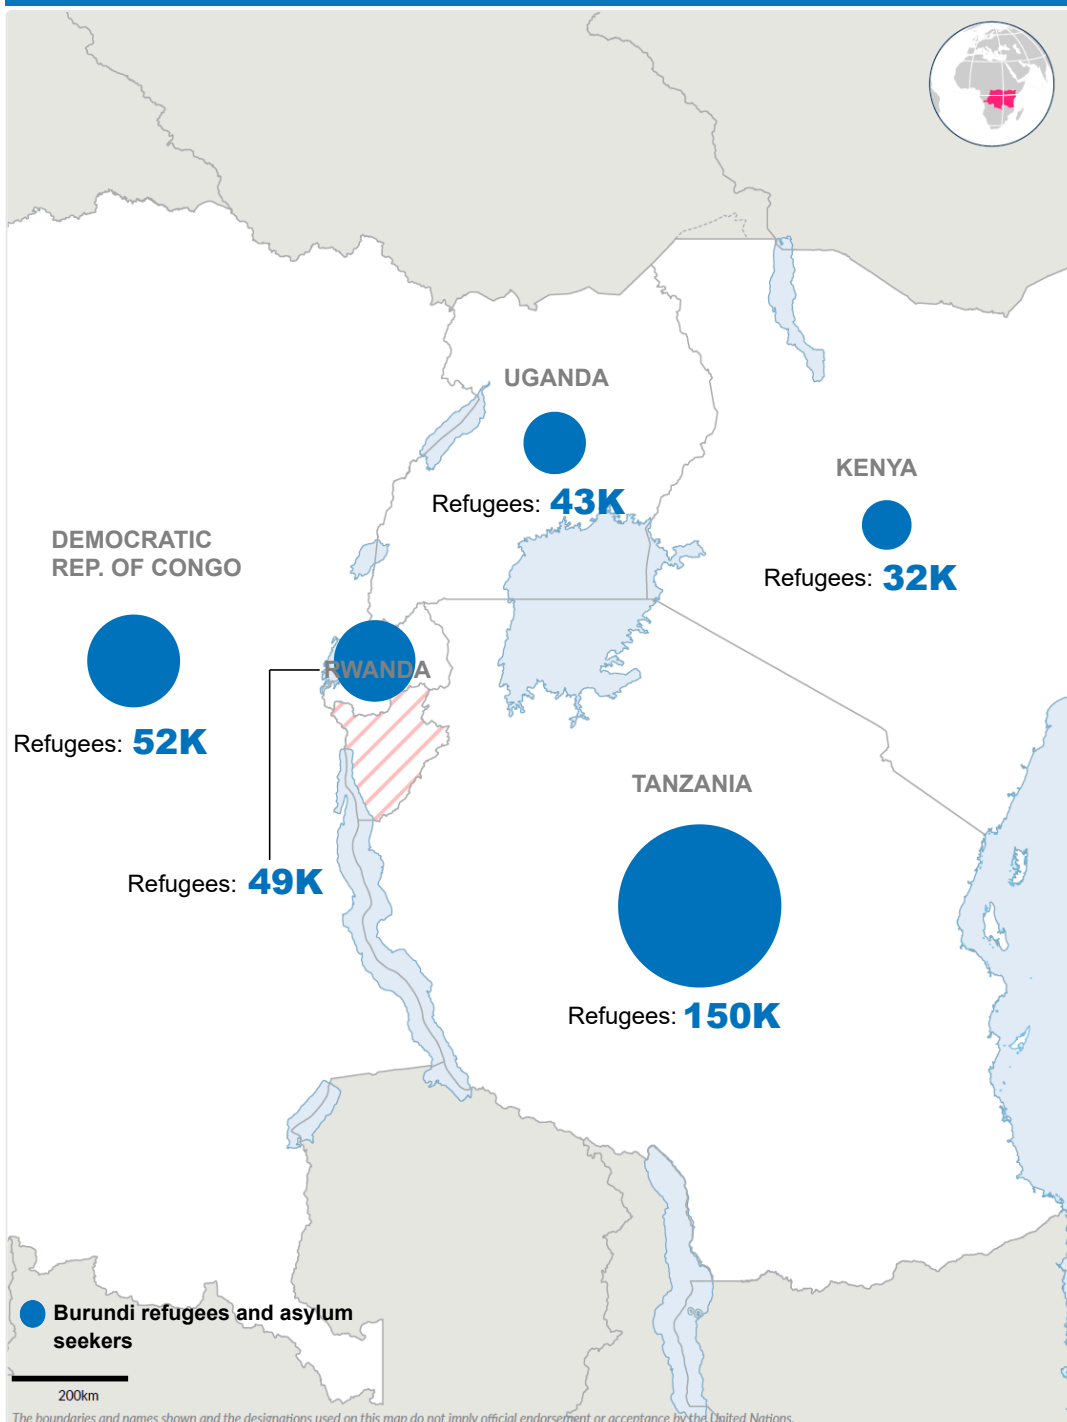 UGANDA
Refugees: 43K
KENYA
Refugees: 32K
DEMOCRATIC
REP. OF CONGO
Refugees: 52K
RWANDA
Refugees: 49K
TANZANIA
Refugees: 150K
Burundi refugees and asylum
seekers
200km
The boundaries and names shown and the designations used on this map do not imply official endorsement or acceptance by the United Nations.